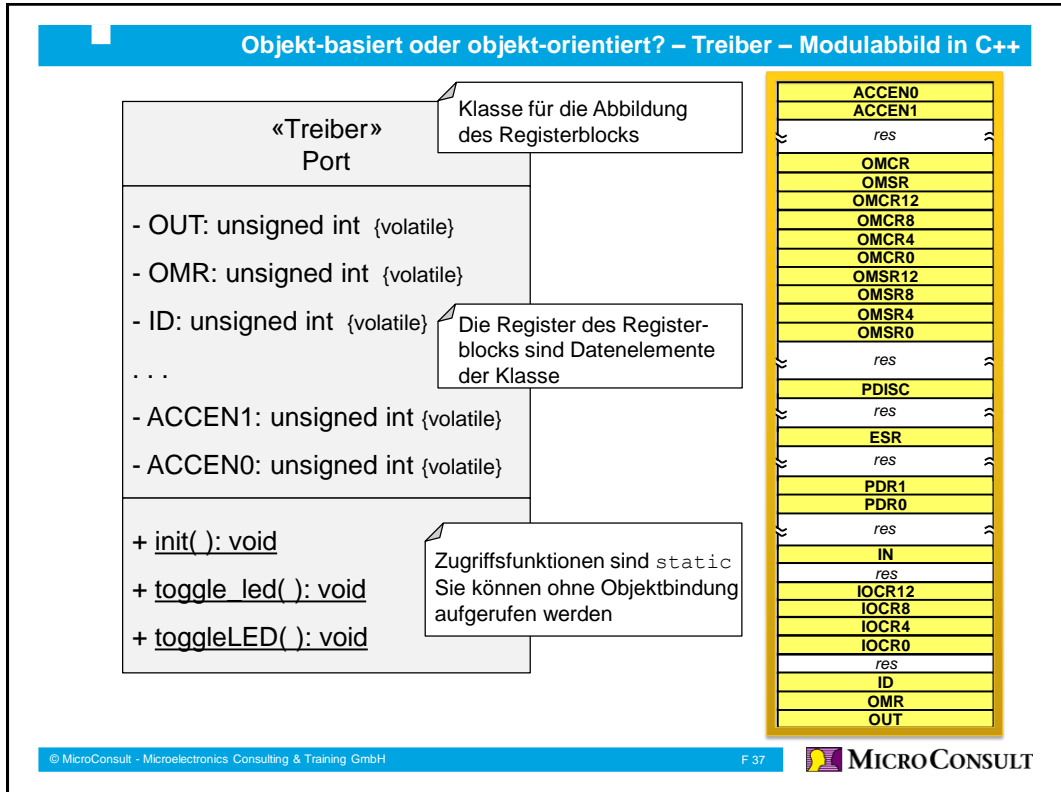 Objekt-basiert oder objekt-orientiert? – Treiber – Modulabbild in C++
«Treiber»
Port
Klasse für die Abbildung
des Registerblocks
- OUT: unsigned int {volatile}
- OMR: unsigned int {volatile}
- ID: unsigned int {volatile}
. . .
- ACCEN1: unsigned int {volatile}
- ACCEN0: unsigned int {volatile}
Die Register des Register-
blocks sind Datenelemente
der Klasse
+ init( ): void
+ toggle_led( ): void
+ toggleLED( ): void
Zugriffsfunktionen sind static
Sie können ohne Objektbindung
aufgerufen werden
ACCEN0
ACCEN1
res
OMCR
OMSR
OMCR12
OMCR8
OMCR4
OMCR0
OMSR12
OMSR8
OMSR4
OMSR0
res
PDISC
res
ESR
res
PDR1
PDR0
res
IN
res
IOCR12
IOCR8
IOCR4
IOCR0
res
ID
OMR
OUT
© MicroConsult - Microelectronics Consulting & Training GmbH
F 37
MICROCONSULT